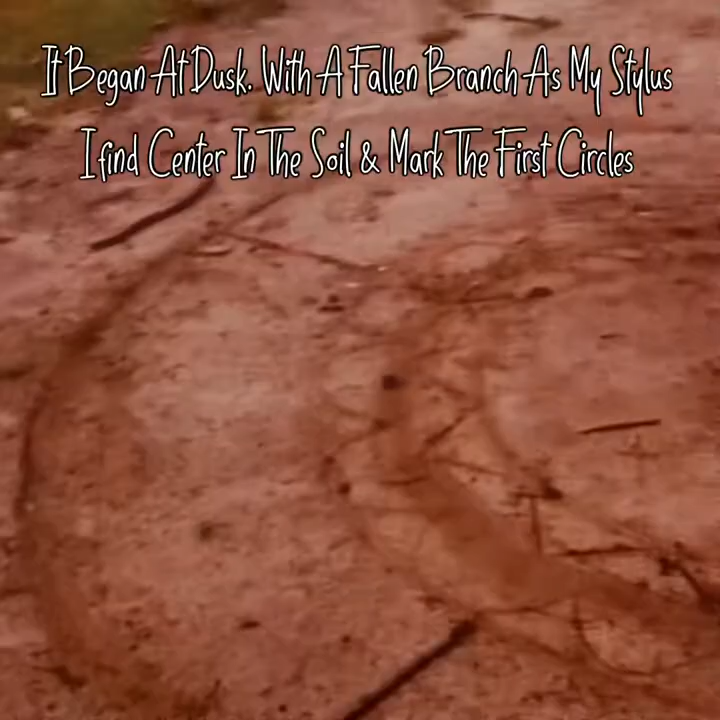 It Began At Dusk. With A Fallen Branch As My Stylus
I find Center In The Soil & Mark The First Circles